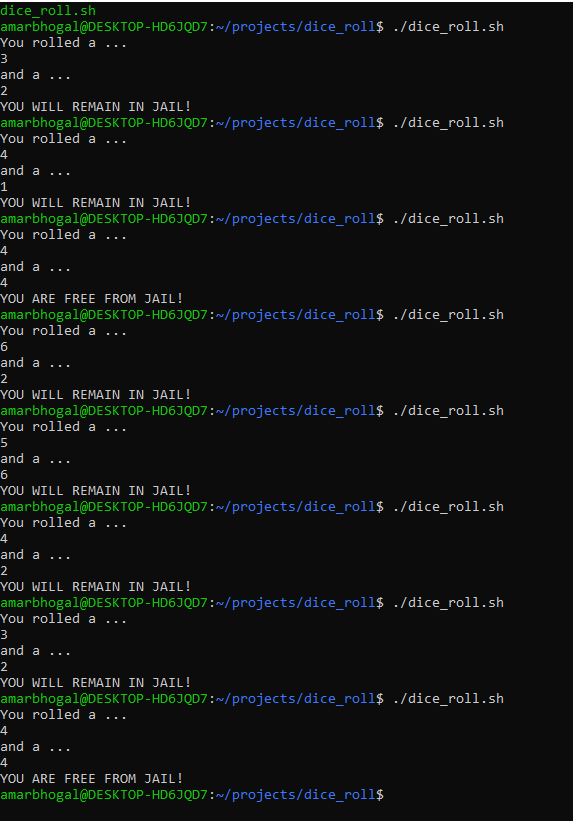 dice_roll.sh
amarbhogal@DESKTOP-HD6JQD7:~/projects/dice_roll$ ./dice_roll.sh
You rolled a ...
3
and a ...
2
YOU WILL REMAIN IN JAIL!
amarbhogal@DESKTOP-HD6JQD7:~/projects/dice_roll$ ./dice_roll.sh
You rolled a ...
4
and a ...
1
YOU WILL REMAIN IN JAIL!
amarbhogal@DESKTOP-HD6JQD7:~/projects/dice_roll$ ./dice_roll.sh
You rolled a ...
4
and a ...
4
YOU ARE FREE FROM JAIL!
amarbhogal@DESKTOP-HD6JQD7:~/projects/dice_roll$ ./dice_roll.sh
You rolled a ...
6
and a ...
2
YOU WILL REMAIN IN JAIL!
amarbhogal@DESKTOP-HD6JQD7:~/projects/dice_roll$ ./dice_roll.sh
You rolled a ...
5
and a ...
6
YOU WILL REMAIN IN JAIL!
amarbhogal@DESKTOP-HD6JQD7:~/projects/dice_roll$ ./dice_roll.sh
You rolled a ...
4
and a ...
2
YOU WILL REMAIN IN JAIL!
amarbhogal@DESKTOP-HD6JQD7:~/projects/dice_roll$ ./dice_roll.sh
You rolled a ...
3
and a ...
2
YOU WILL REMAIN IN JAIL!
amarbhogal@DESKTOP-HD6JQD7:~/projects/dice_roll$ ./dice_roll.sh
You rolled a ...
4
and a ...
4
YOU ARE FREE FROM JAIL!
amarbhogal@DESKTOP-HD6JQD7:~/projects/dice_roll$